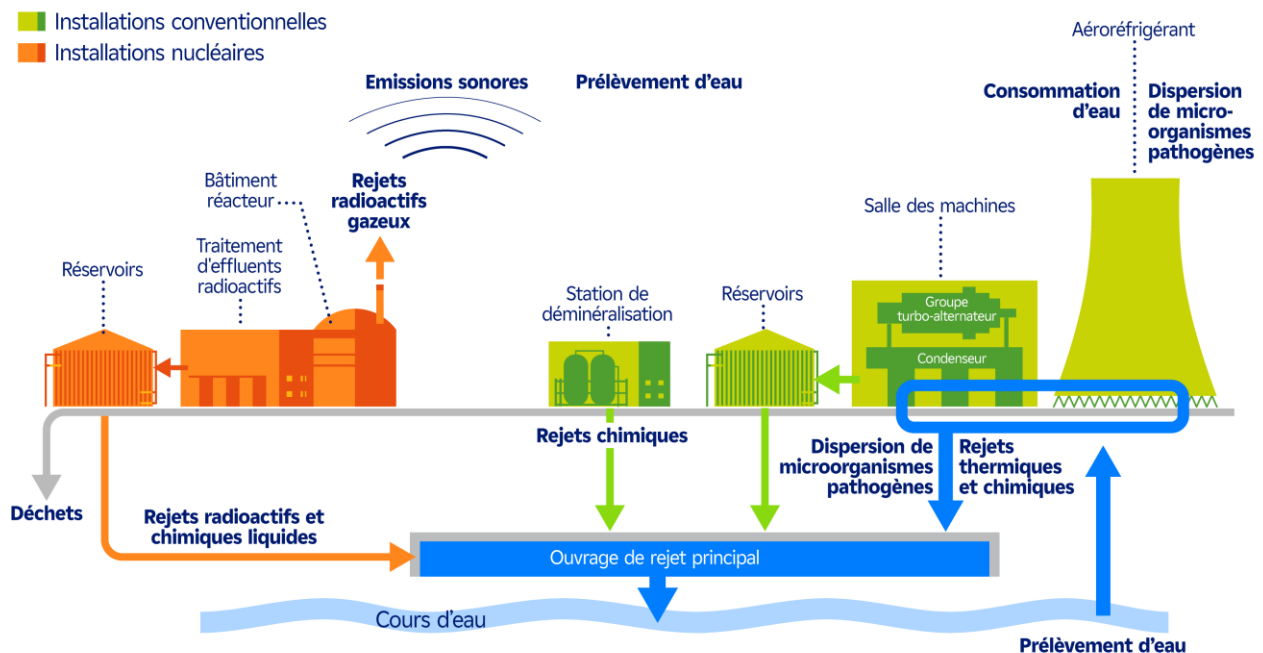 Installations conventionnelles
Installations nucléaires
Emissions sonores
Prélèvement d'eau
Aéroréfrigérant
Consommation
d'eau
Dispersion
de micro-
organismes
pathogènes
Bâtiment
réacteur
Rejets
radioactifs
gazeux
Salle des machines
Réservoirs
Traitement
d'effluents
radioactifs
Station de
déminéralisation
Réservoirs
Groupe
turbo-alternateur
Condenseur
Rejets chimiques
Dispersion de
microorganismes
pathogènes
Rejets
thermiques
et chimiques
Déchets
Rejets radioactifs et
chimiques liquides
Ouvrage de rejet principal
Cours d'eau
Prélèvement d'eau